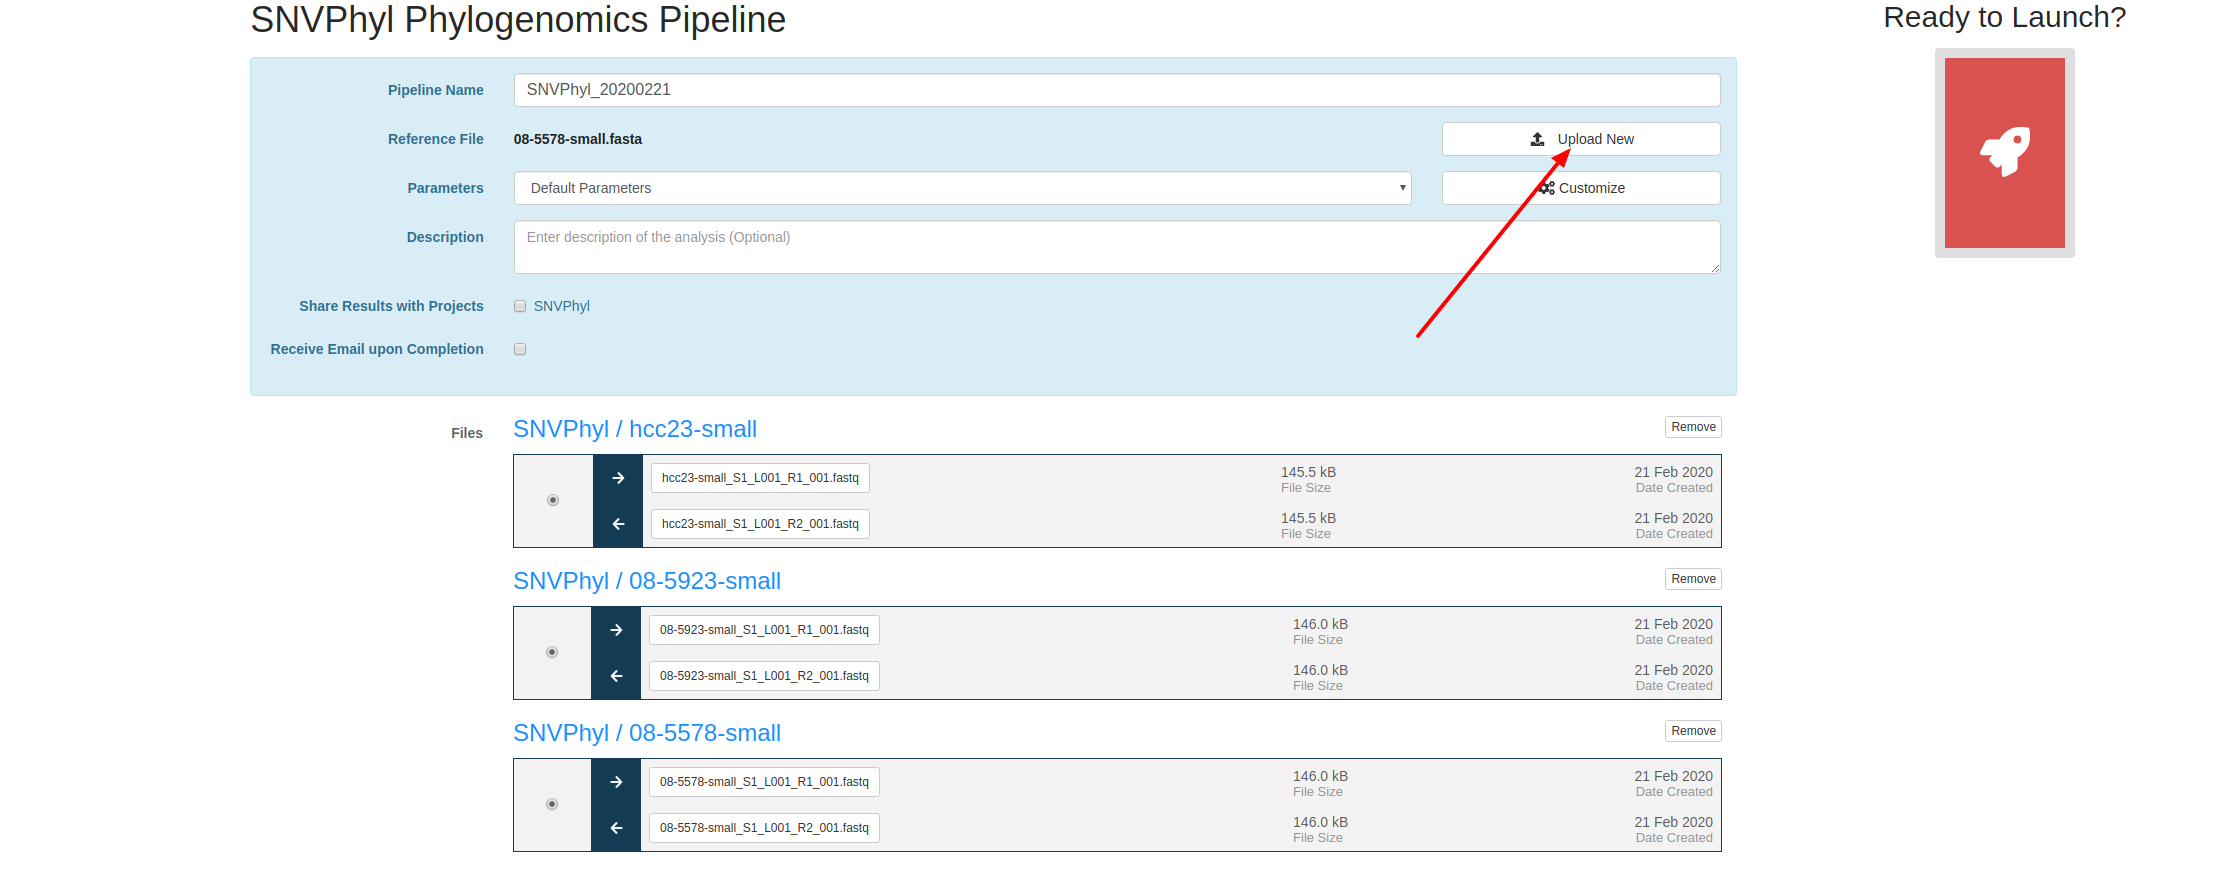 SNVPhyl Phylogenomics Pipeline
Ready to Launch?
Pipeline Name
SNVPhyl_20200221
Reference File
08-5578-small.fasta
Upload New
Parameters
Default Parameters
Customize
Description
Enter description of the analysis (Optional)
Share Results with Projects
SNVPhyl
Receive Email upon Completion
Files
SNVPhyl / hcc23-small
Remove
hcc23-small_S1_L001_R1_001.fastq
145.5 kB
File Size
21 Feb 2020
Date Created
hcc23-small_S1_L001_R2_001.fastq
145.5 kB
File Size
21 Feb 2020
Date Created
SNVPhyl / 08-5923-small
Remove
08-5923-small_S1_L001_R1_001.fastq
146.0 kB
File Size
21 Feb 2020
Date Created
08-5923-small_S1_L001_R2_001.fastq
146.0 kB
File Size
21 Feb 2020
Date Created
SNVPhyl / 08-5578-small
Remove
08-5578-small_S1_L001_R1_001.fastq
146.0 kB
File Size
21 Feb 2020
Date Created
08-5578-small_S1_L001_R2_001.fastq
146.0 kB
File Size
21 Feb 2020
Date Created